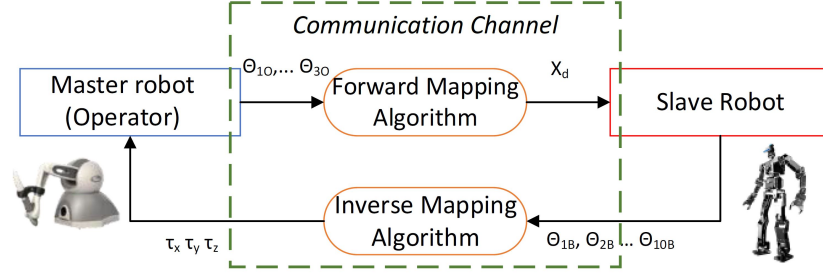 Communication Channel
Master robot
(Operator)
Θ1O,... Θ3O
Forward Mapping
Algorithm
Xd
Slave Robot
Inverse Mapping
Algorithm
τx τy τz
Θ1B, Θ2B ... Θ10B